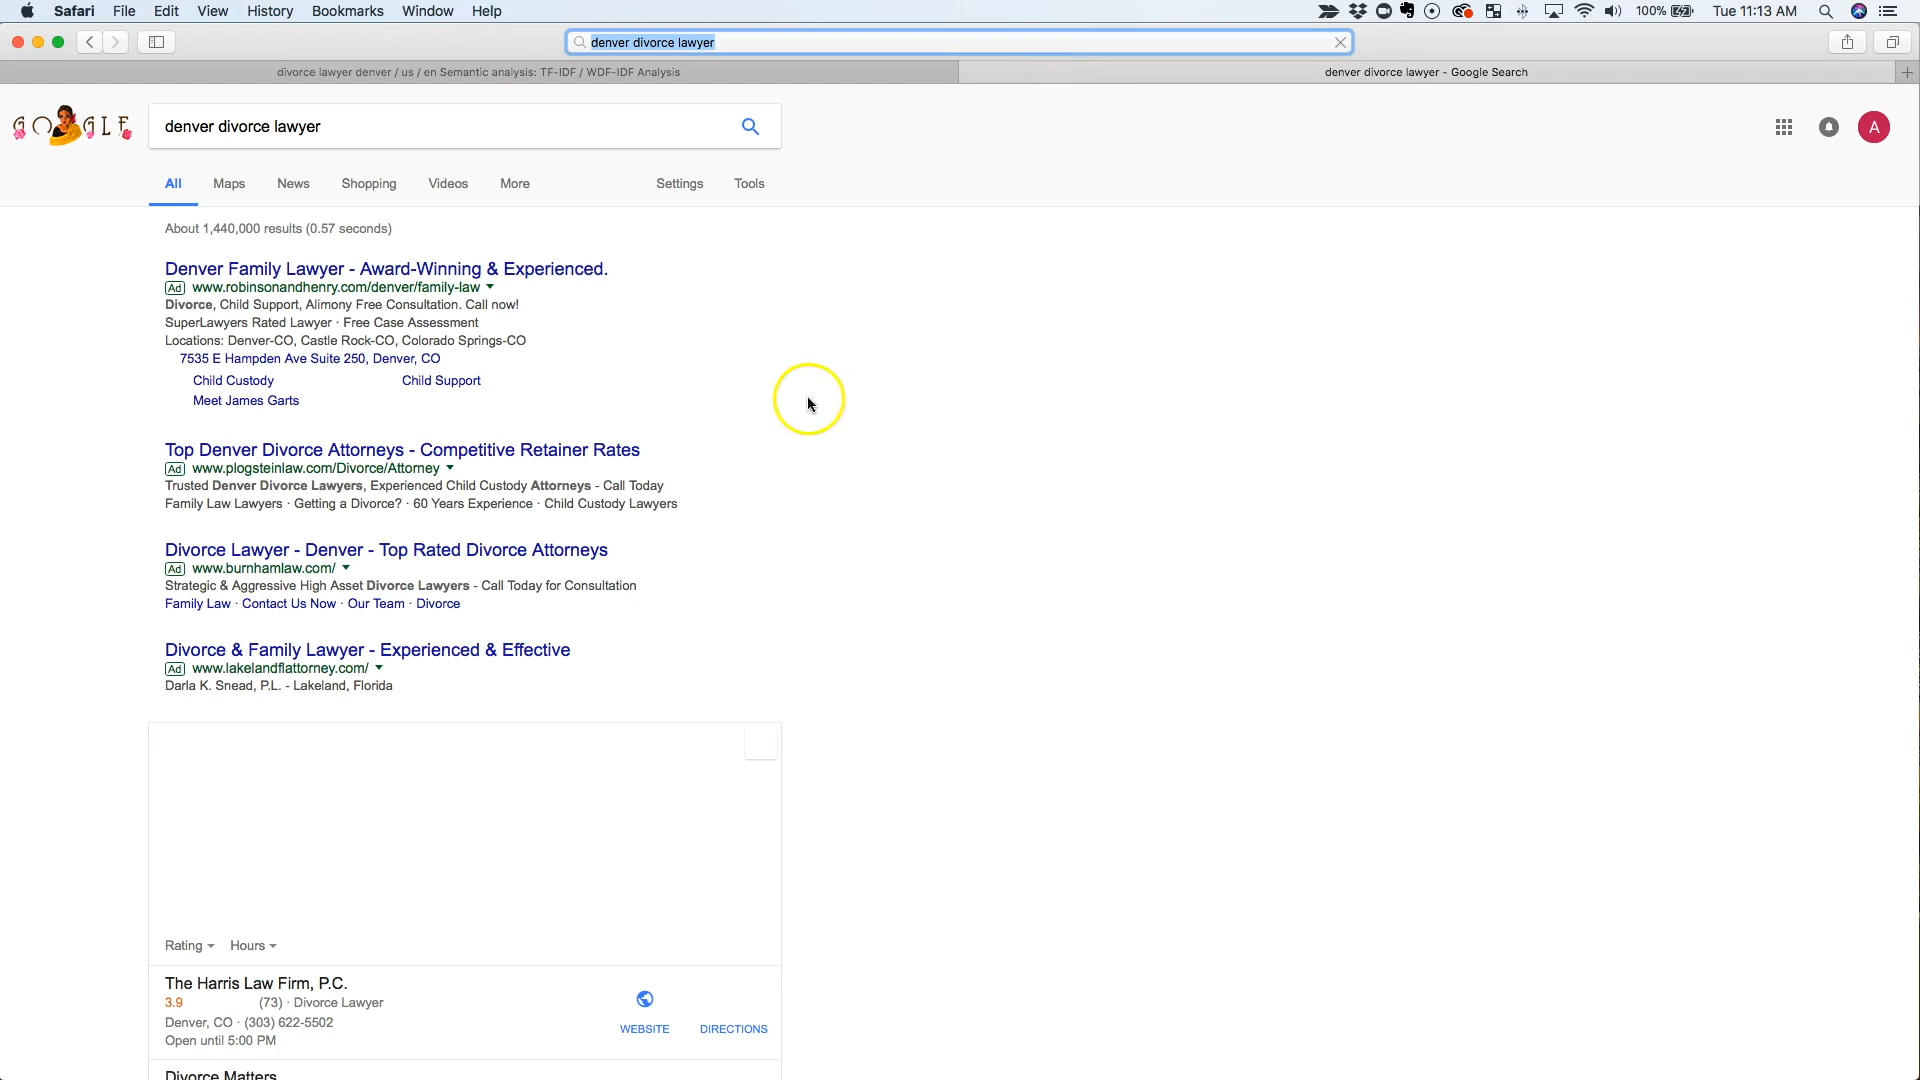 Safari File Edit View History Bookmarks Window Help 100% Tue 11:13 AM
denver divorce lawyer
divorce lawyer denver / us / en Semantic analysis: TF-IDF / WDF-IDF Analysis
denver divorce lawyer - Google Search
GOOGLE
denver divorce lawyer
A
All Maps News Shopping Videos More Settings Tools
About 1,440,000 results (0.57 seconds)
Denver Family Lawyer - Award-Winning & Experienced.
Ad www.robinsonandhenry.com/denver/family-law
Divorce, Child Support, Alimony Free Consultation. Call now!
SuperLawyers Rated Lawyer · Free Case Assessment
Locations: Denver-CO, Castle Rock-CO, Colorado Springs-CO
7535 E Hampden Ave Suite 250, Denver, CO
Child Custody Child Support
Meet James Garts
Top Denver Divorce Attorneys - Competitive Retainer Rates
Ad www.plogsteinlaw.com/Divorce/Attorney
Trusted Denver Divorce Lawyers, Experienced Child Custody Attorneys - Call Today
Family Law Lawyers · Getting a Divorce? · 60 Years Experience · Child Custody Lawyers
Divorce Lawyer - Denver - Top Rated Divorce Attorneys
Ad www.burnhamlaw.com/
Strategic & Aggressive High Asset Divorce Lawyers - Call Today for Consultation
Family Law · Contact Us Now · Our Team · Divorce
Divorce & Family Lawyer - Experienced & Effective
Ad www.lakelandflattorney.com/
Darla K. Snead, P.L. - Lakeland, Florida
Rating Hours
The Harris Law Firm, P.C.
3.9 (73) · Divorce Lawyer
Denver, CO · (303) 622-5502
Open until 5:00 PM
WEBSITE DIRECTIONS
Divorce Matters